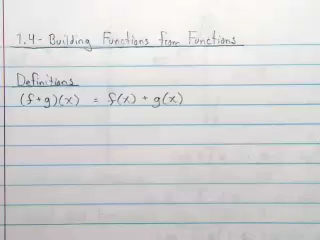 1.4 - Building Functions from Functions
Definitions
(f+g)(x) = f(x) + g(x)